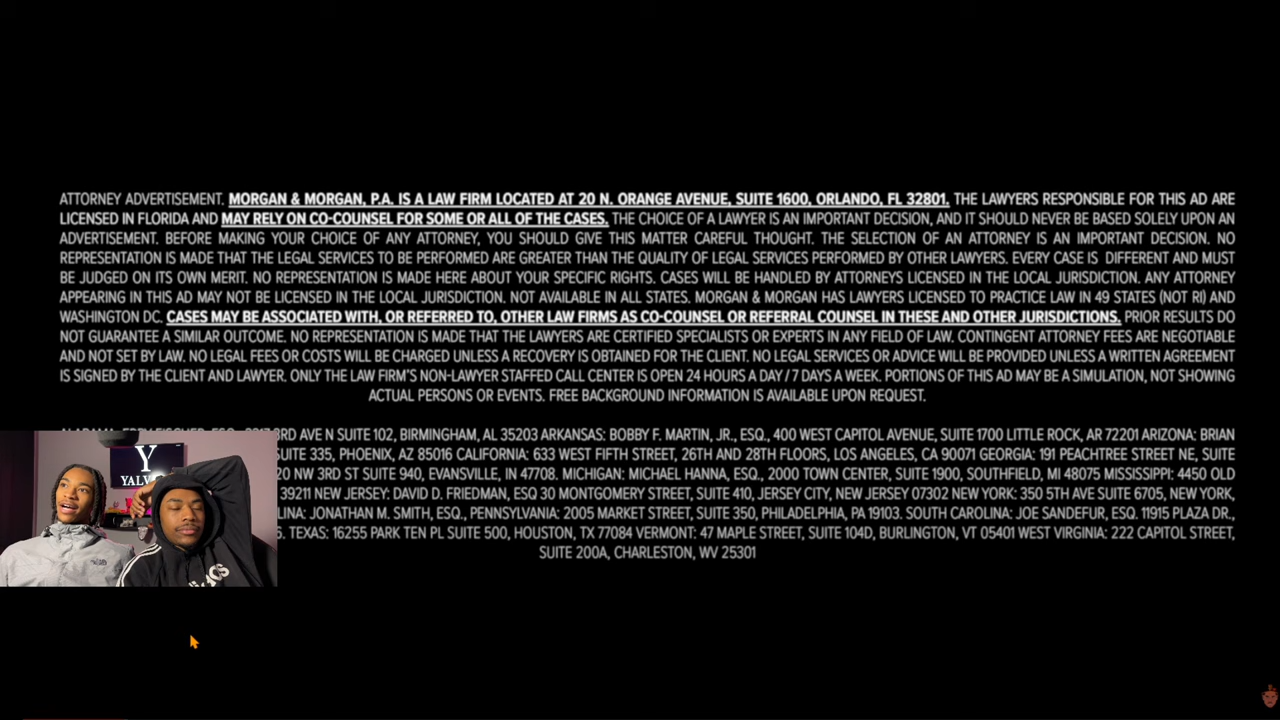 ATTORNEY ADVERTISEMENT. MORGAN & MORGAN, P.A. IS A LAW FIRM LOCATED AT 20 N. ORANGE AVENUE, SUITE 1600, ORLANDO, FL 32801. THE LAWYERS RESPONSIBLE FOR THIS AD ARE
LICENSED IN FLORIDA AND MAY RELY ON CO-COUNSEL FOR SOME OR ALL OF THE CASES. THE CHOICE OF A LAWYER IS AN IMPORTANT DECISION, AND IT SHOULD NEVER BE BASED SOLELY UPON AN
ADVERTISEMENT. BEFORE MAKING YOUR CHOICE OF ANY ATTORNEY, YOU SHOULD GIVE THIS MATTER CAREFUL THOUGHT. THE SELECTION OF AN ATTORNEY IS AN IMPORTANT DECISION. NO
REPRESENTATION IS MADE THAT THE LEGAL SERVICES TO BE PERFORMED ARE GREATER THAN THE QUALITY OF LEGAL SERVICES PERFORMED BY OTHER LAWYERS. EVERY CASE IS DIFFERENT AND MUST
BE JUDGED ON ITS OWN MERIT. NO REPRESENTATION IS MADE HERE ABOUT YOUR SPECIFIC RIGHTS. CASES WILL BE HANDLED BY ATTORNEYS LICENSED IN THE LOCAL JURISDICTION. ANY ATTORNEY
APPEARING IN THIS AD MAY NOT BE LICENSED IN THE LOCAL JURISDICTION. NOT AVAILABLE IN ALL STATES. MORGAN & MORGAN HAS LAWYERS LICENSED TO PRACTICE LAW IN 49 STATES (NOT RI) AND
WASHINGTON DC. CASES MAY BE ASSOCIATED WITH, OR REFERRED TO, OTHER LAW FIRMS AS CO-COUNSEL OR REFERRAL COUNSEL IN THESE AND OTHER JURISDICTIONS. PRIOR RESULTS DO
NOT GUARANTEE A SIMILAR OUTCOME. NO REPRESENTATION IS MADE THAT THE LAWYERS ARE CERTIFIED SPECIALISTS OR EXPERTS IN ANY FIELD OF LAW. CONTINGENT ATTORNEY FEES ARE NEGOTIABLE
AND NOT SET BY LAW. NO LEGAL FEES OR COSTS WILL BE CHARGED UNLESS A RECOVERY IS OBTAINED FOR THE CLIENT. NO LEGAL SERVICES OR ADVICE WILL BE PROVIDED UNLESS A WRITTEN AGREEMENT
IS SIGNED BY THE CLIENT AND LAWYER. ONLY THE LAW FIRM'S NON-LAWYER STAFFED CALL CENTER IS OPEN 24 HOURS A DAY / 7 DAYS A WEEK. PORTIONS OF THIS AD MAY BE A SIMULATION, NOT SHOWING
ACTUAL PERSONS OR EVENTS. FREE BACKGROUND INFORMATION IS AVAILABLE UPON REQUEST.
3RD AVE N SUITE 102, BIRMINGHAM, AL 35203 ARKANSAS: BOBBY F. MARTIN, JR., ESQ., 400 WEST CAPITOL AVENUE, SUITE 1700 LITTLE ROCK, AR 72201 ARIZONA: BRIAN
SUITE 335, PHOENIX, AZ 85016 CALIFORNIA: 633 WEST FIFTH STREET, 26TH AND 28TH FLOORS, LOS ANGELES, CA 90071 GEORGIA: 191 PEACHTREE STREET NE, SUITE
20 NW 3RD ST SUITE 940, EVANSVILLE, IN 47708. MICHIGAN: MICHAEL HANNA, ESQ., 2000 TOWN CENTER, SUITE 1900, SOUTHFIELD, MI 48075 MISSISSIPPI: 4450 OLD
39211 NEW JERSEY: DAVID D. FRIEDMAN, ESQ 30 MONTGOMERY STREET, SUITE 410, JERSEY CITY, NEW JERSEY 07302 NEW YORK: 350 5TH AVE SUITE 6705, NEW YORK,
LINA: JONATHAN M. SMITH, ESQ., PENNSYLVANIA: 2005 MARKET STREET, SUITE 350, PHILADELPHIA, PA 19103. SOUTH CAROLINA: JOE SANDEFUR, ESQ. 11915 PLAZA DR.,
TEXAS: 16255 PARK TEN PL SUITE 500, HOUSTON, TX 77084 VERMONT: 47 MAPLE STREET, SUITE 104D, BURLINGTON, VT 05401 WEST VIRGINIA: 222 CAPITOL STREET,
SUITE 200A, CHARLESTON, WV 25301
Y